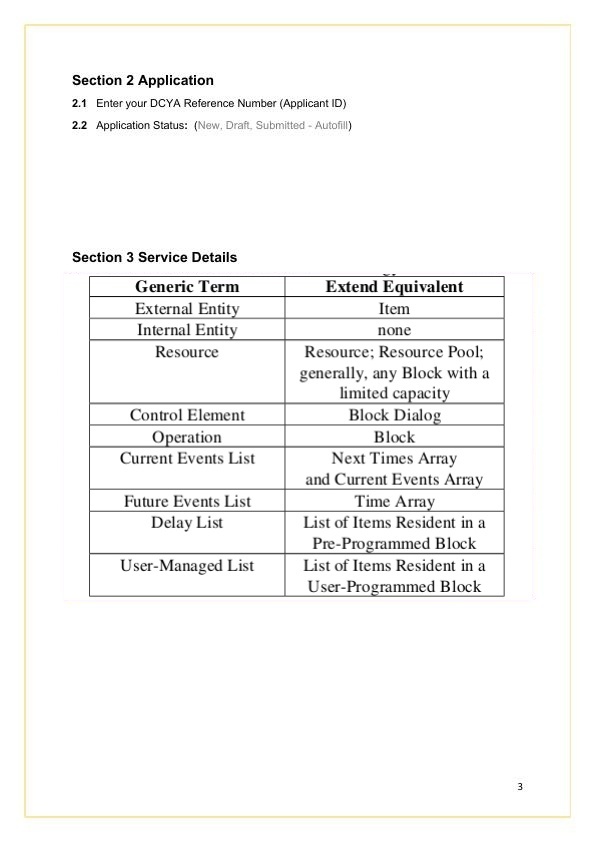 Section 2 Application
2.1 Enter your DCYA Reference Number (Applicant ID)
2.2 Application Status: (New, Draft, Submitted - Autofill)
Section 3 Service Details
Generic Term Extend Equivalent
External Entity Item
Internal Entity none
Resource Resource; Resource Pool;
generally, any Block with a
limited capacity
Control Element Block Dialog
Operation Block
Current Events List Next Times Array
and Current Events Array
Future Events List Time Array
Delay List List of Items Resident in a
Pre-Programmed Block
User-Managed List List of Items Resident in a
User-Programmed Block
3